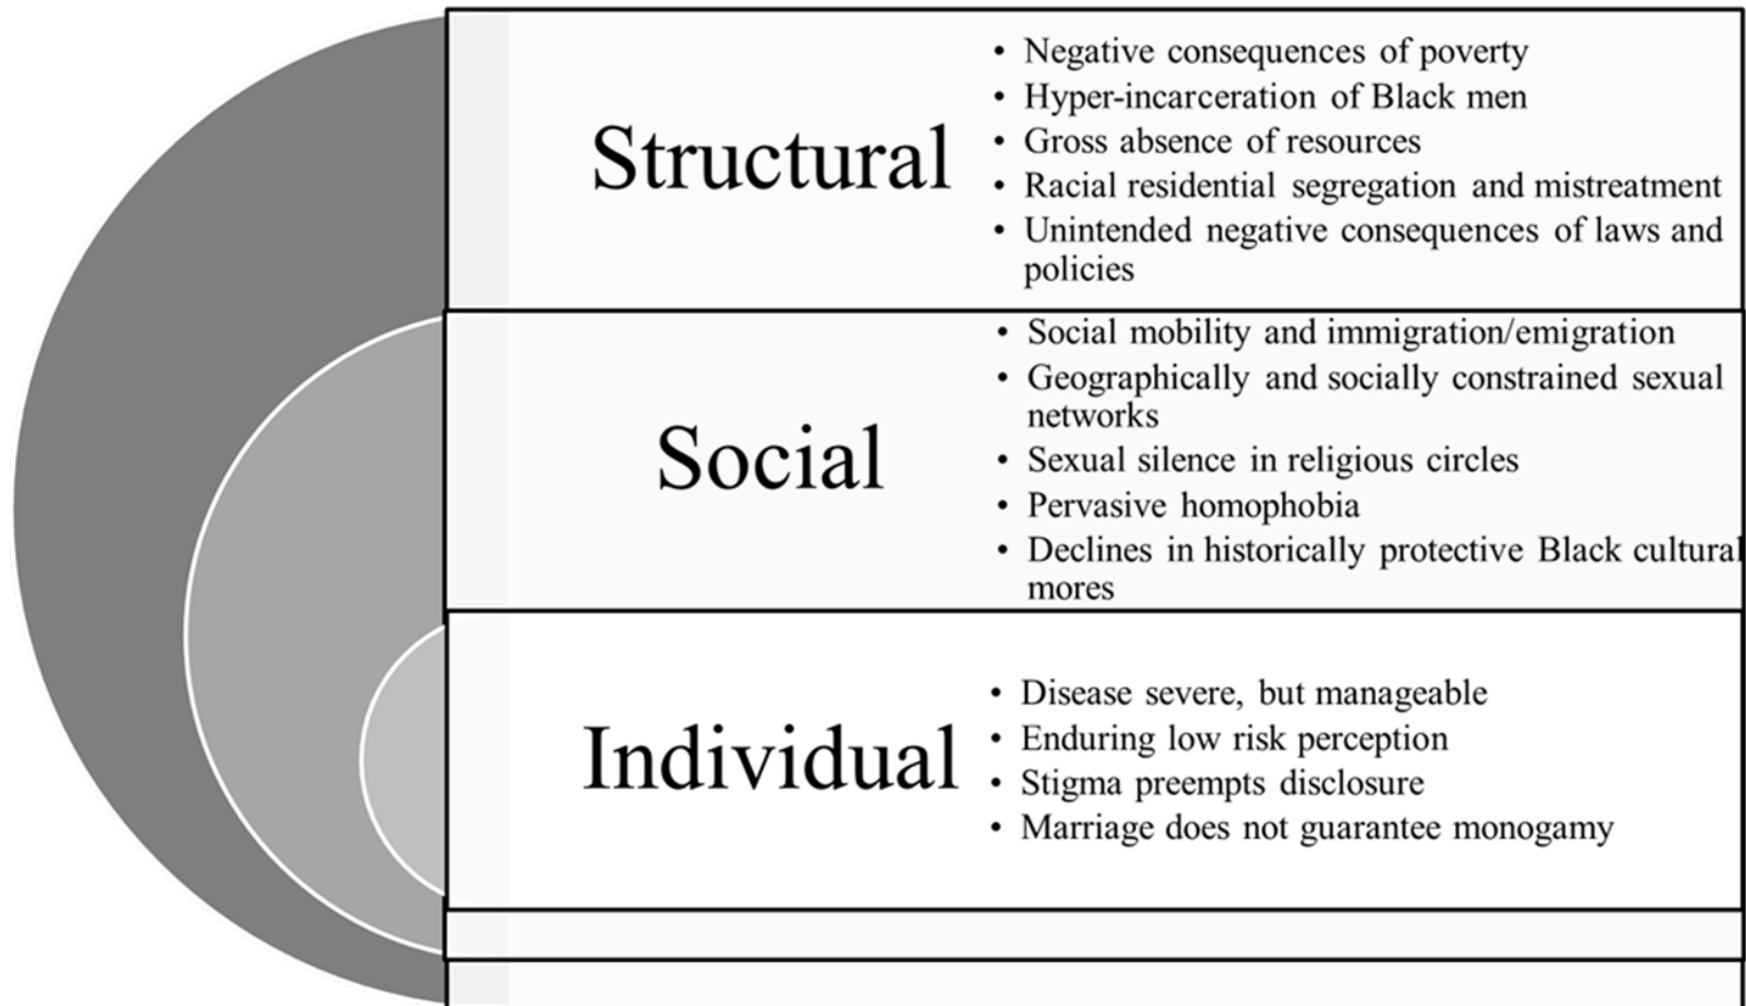 Structural
• Negative consequences of poverty
• Hyper-incarceration of Black men
• Gross absence of resources
• Racial residential segregation and mistreatment
• Unintended negative consequences of laws and
policies
Social
• Social mobility and immigration/emigration
• Geographically and socially constrained sexual
networks
• Sexual silence in religious circles
• Pervasive homophobia
• Declines in historically protective Black cultural
mores
Individual
• Disease severe, but manageable
• Enduring low risk perception
• Stigma preempts disclosure
• Marriage does not guarantee monogamy